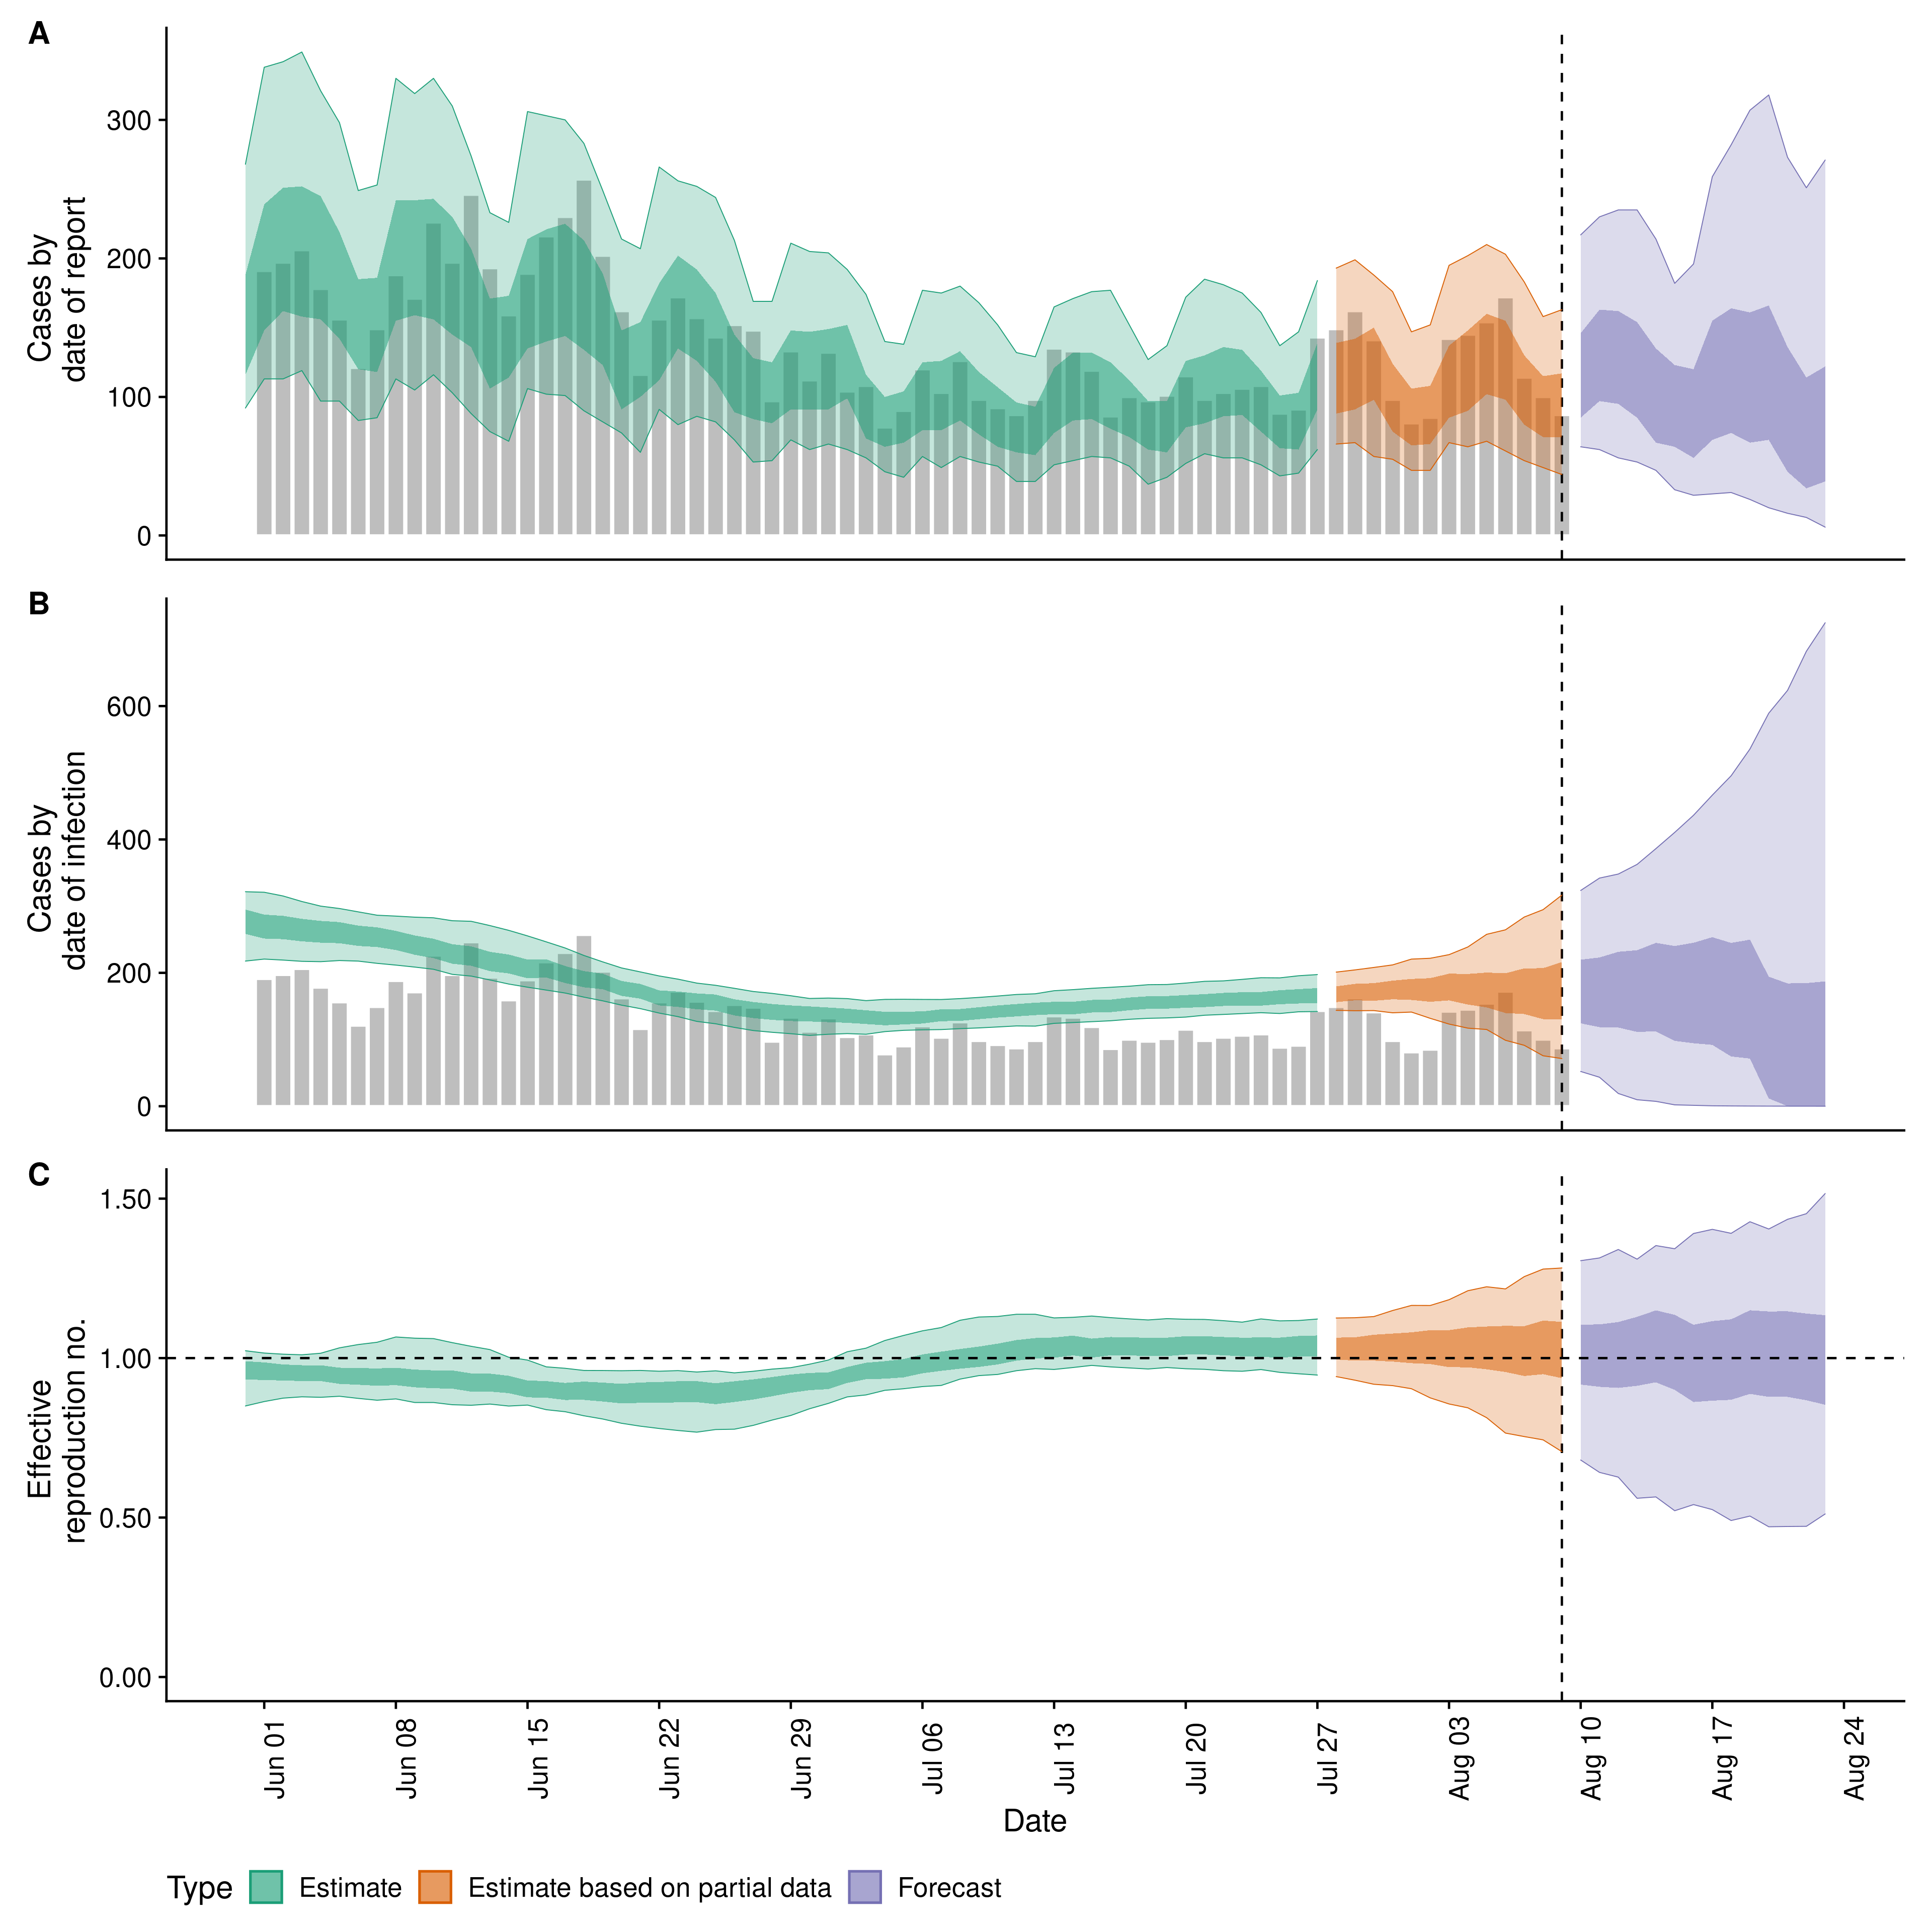 A
Cases by
date of report
300
200
100
0
B
Cases by
date of infection
600
400
200
0
C
Effective
reproduction no.
1.50
1.00
0.50
0.00
Jun 01
Jun 08
Jun 15
Jun 22
Jun 29
Jul 06
Jul 13
Jul 20
Jul 27
Aug 03
Aug 10
Aug 17
Aug 24
Date
Type Estimate Estimate based on partial data Forecast